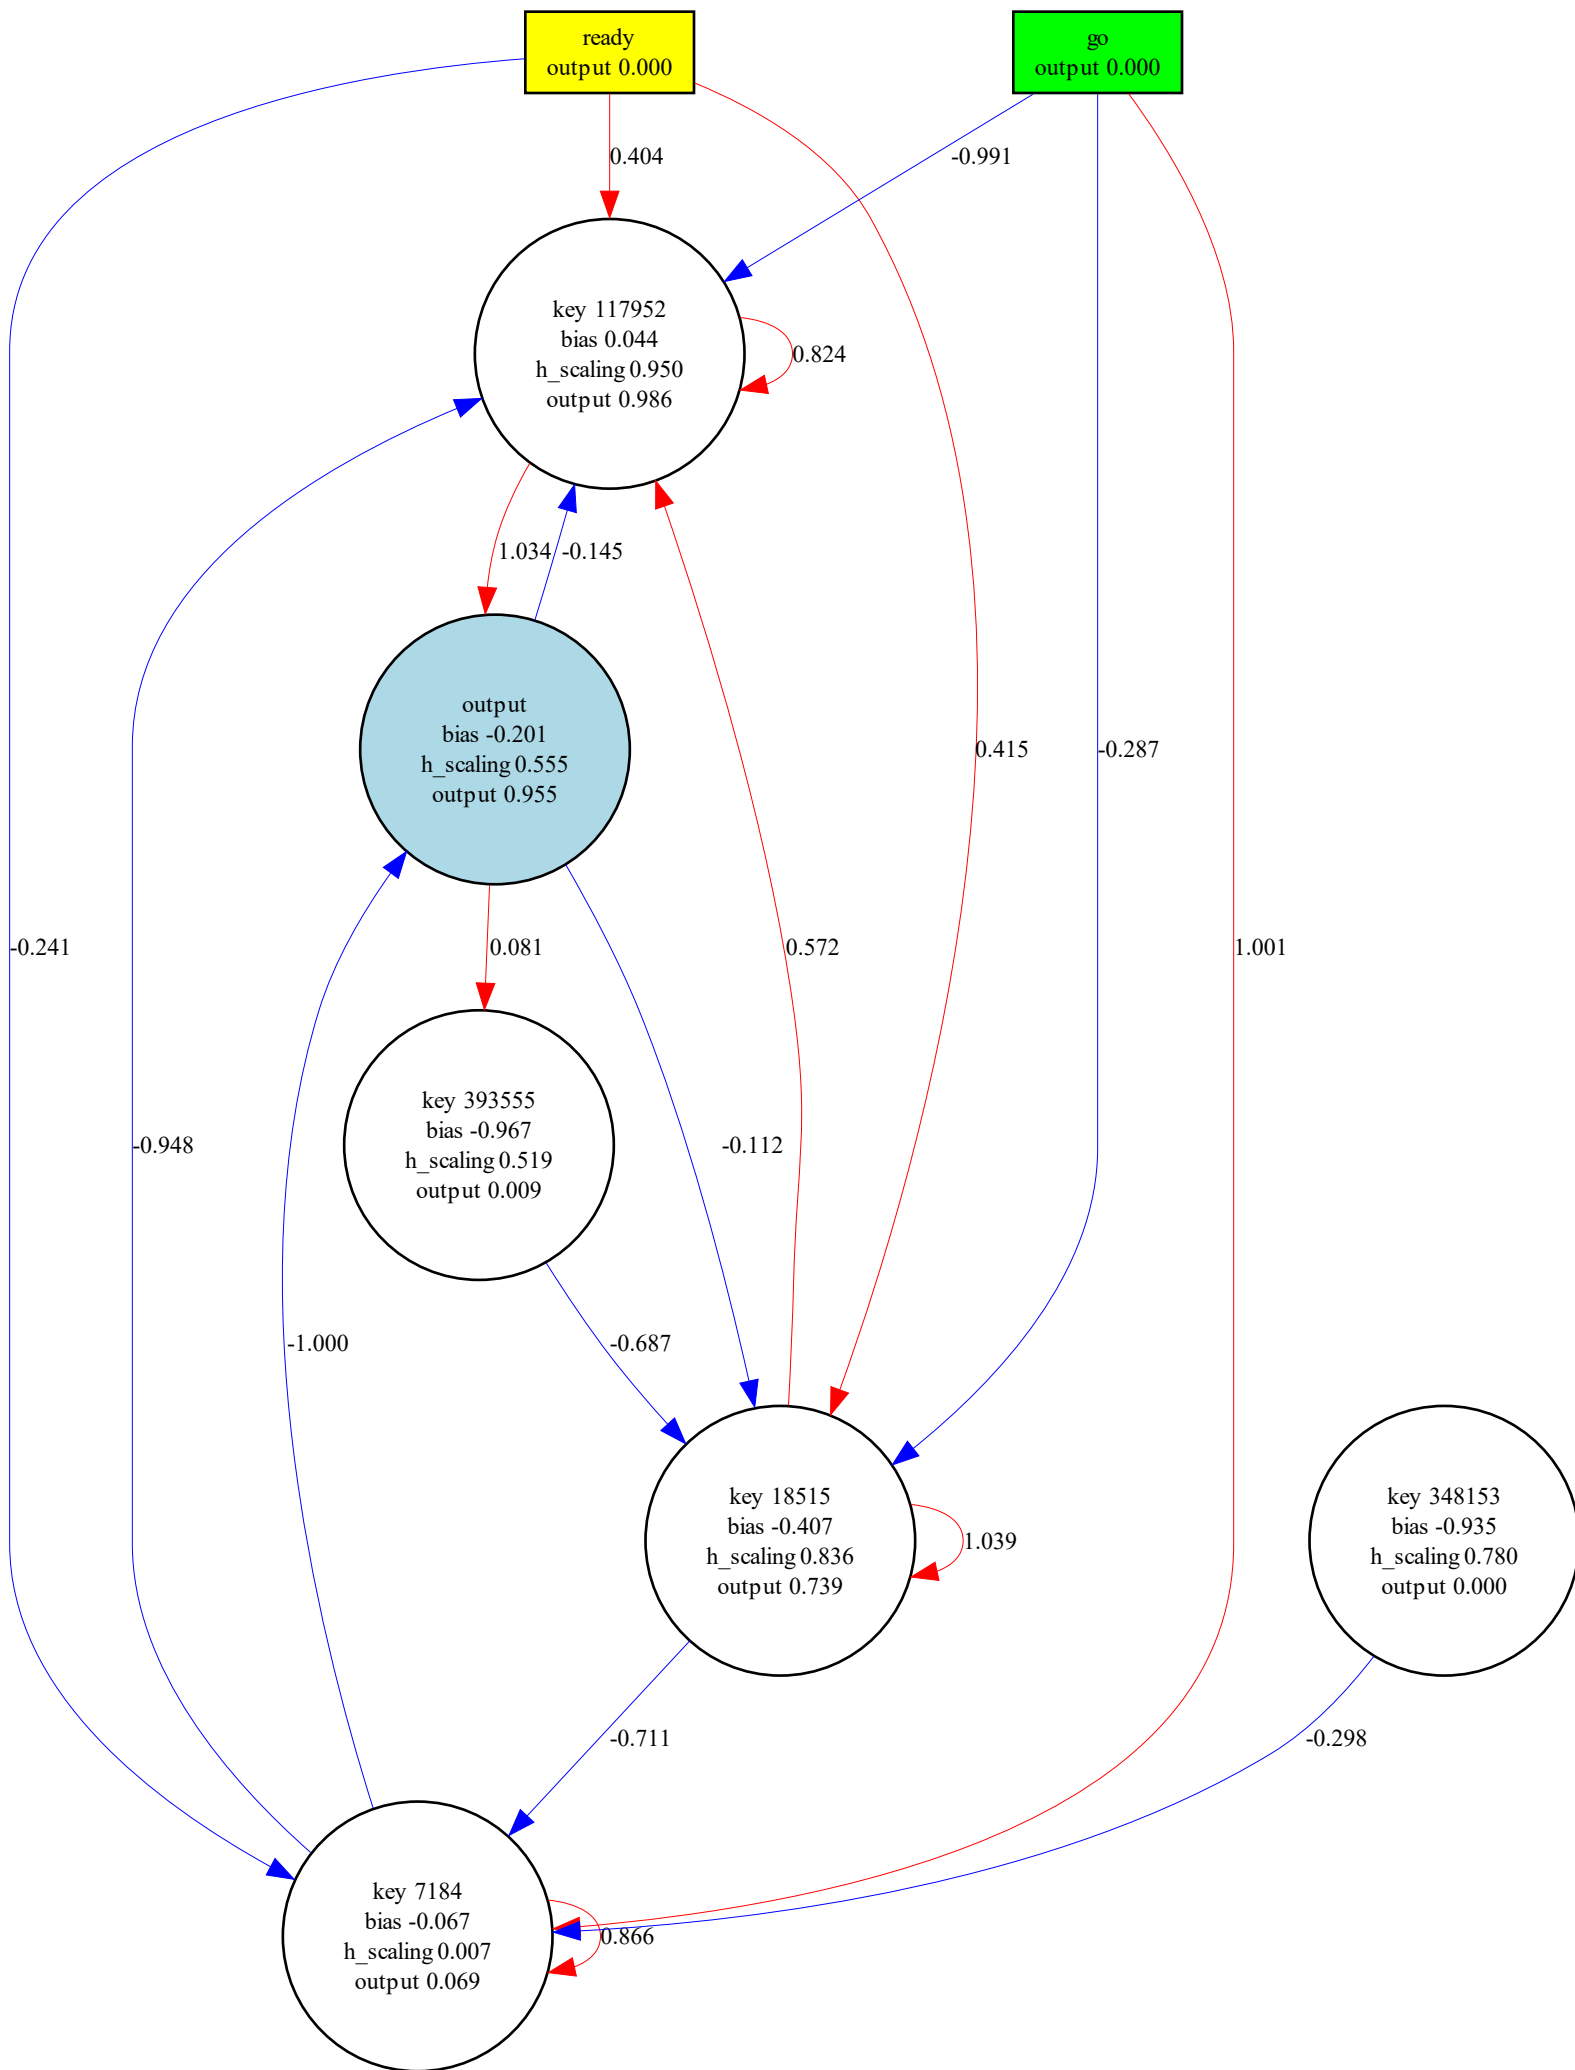 ready
output 0.000
go
output 0.000
0.404
-0.991
key 117952
bias 0.044
h_scaling 0.950
output 0.986
0.824
1.034
-0.145
output
bias -0.201
h_scaling 0.555
output 0.955
0.415
-0.287
-0.241
0.081
0.572
1.001
key 393555
bias -0.967
h_scaling 0.519
output 0.009
-0.948
-0.112
-1.000
-0.687
key 18515
bias -0.407
h_scaling 0.836
output 0.739
1.039
key 348153
bias -0.935
h_scaling 0.780
output 0.000
-0.711
-0.298
key 7184
bias -0.067
h_scaling 0.007
output 0.069
0.866